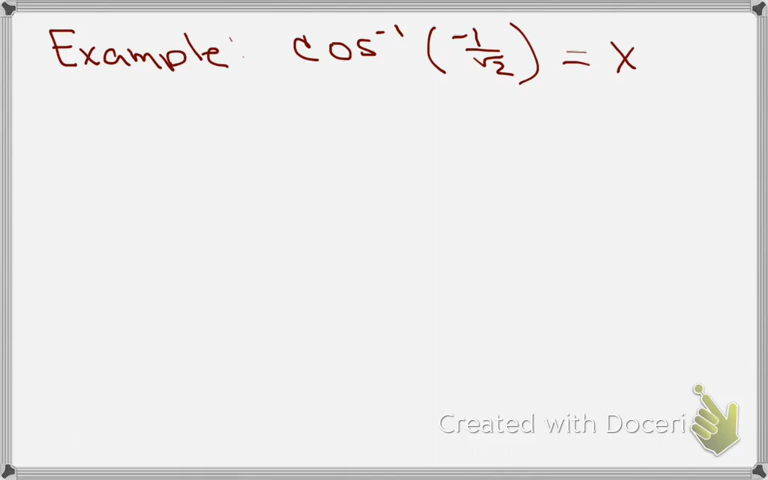 Example: cos⁻¹ (-1/√2) = x
Created with Doceri